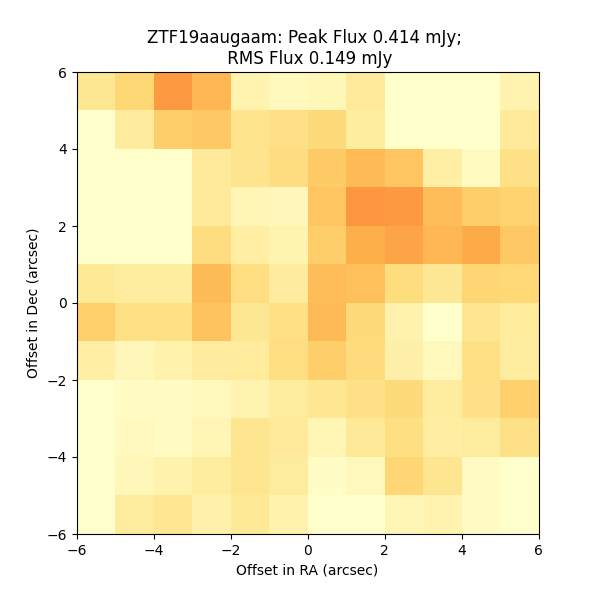 ZTF19aaugaam: Peak Flux 0.414 mJy;
RMS Flux 0.149 mJy
6
4
2
0
−2
−4
−6
Offset in Dec (arcsec)
−6 −4 −2 0 2 4 6
Offset in RA (arcsec)